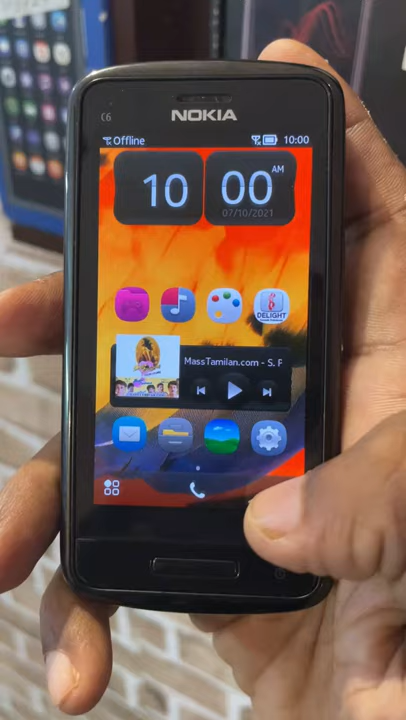 C6
NOKIA
Offline
10:00
10 00 AM
07/10/2021
DELIGHT
MassTamilan.com - S. F